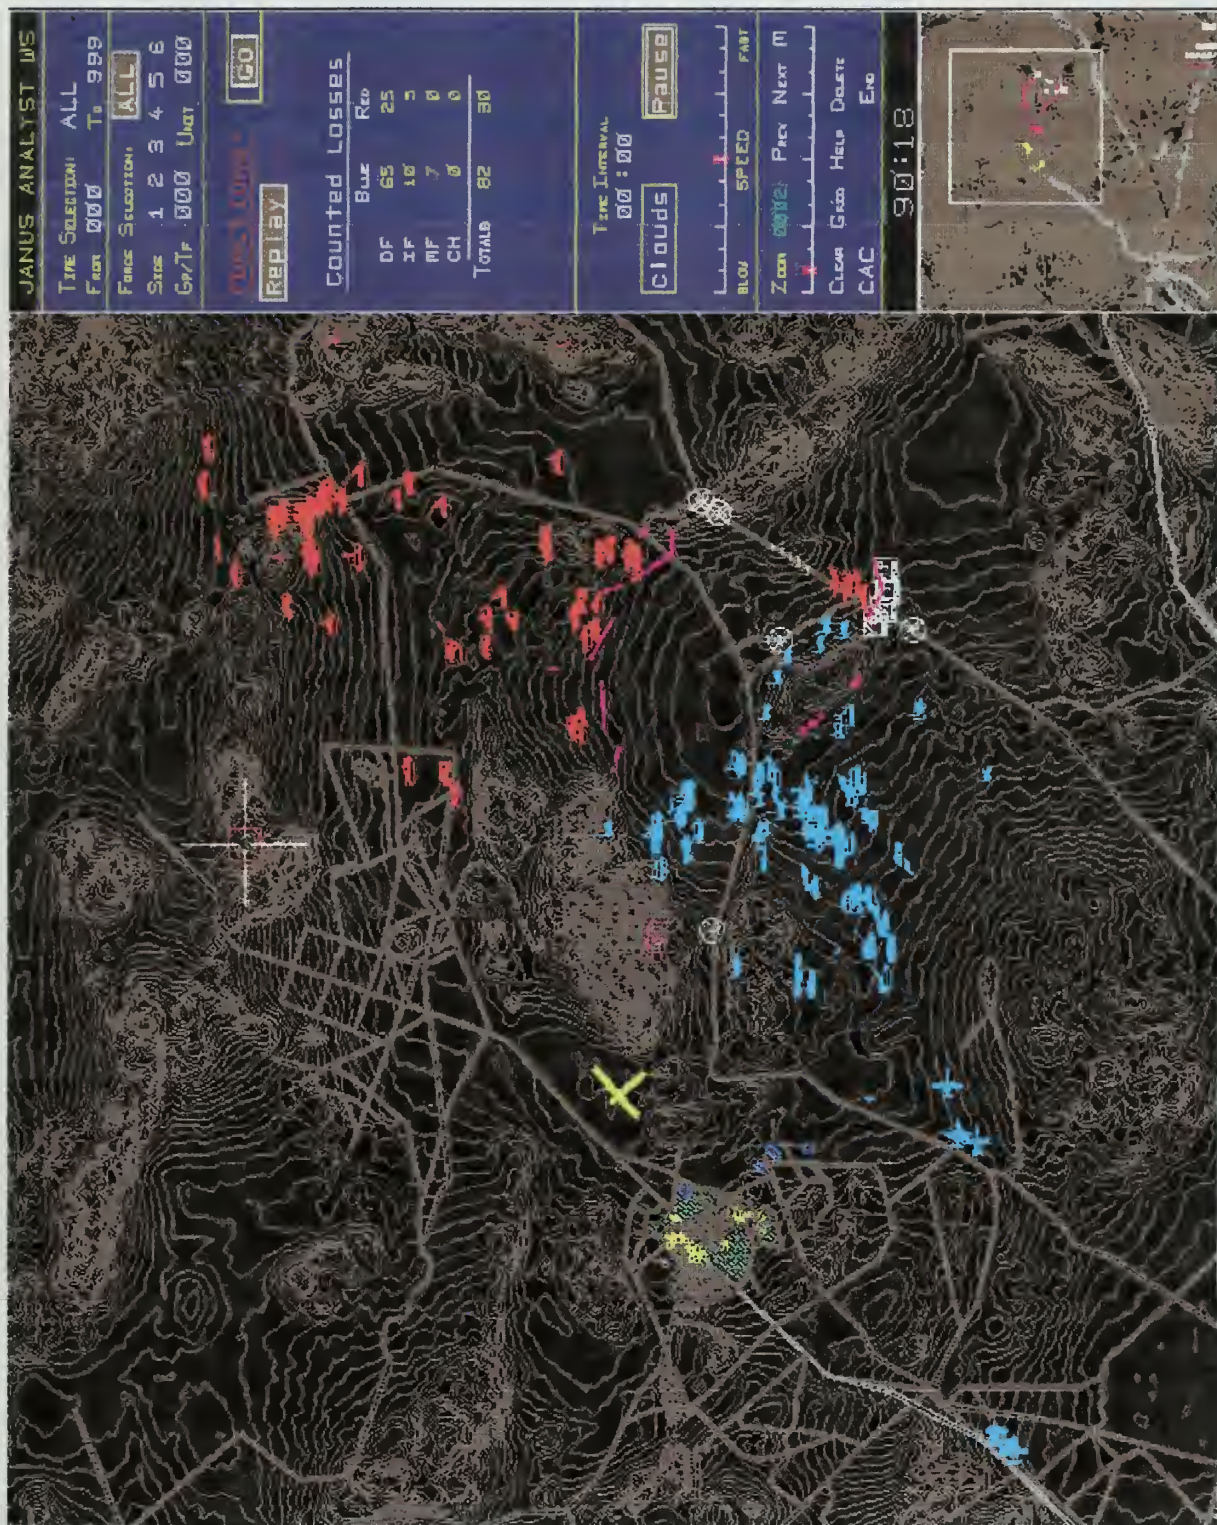 JANUS ANALYST WS
TIME SELECTION: ALL
FROM 000 TO 999
FORCE SELECTION: ALL
SIDE 1 2 3 4 5 6
GP/TF 000 UNIT 000
GO
Replay
Counted Losses
BLUE RED
DF 65 25
IF 10 5
MF 7 0
CH 0 0
TOTALS 82 30
TIME INTERVAL
00:00
Clouds Pause
SLOW SPEED FAST
ZOOM 0002 PREV NEXT M
CLEAR GRID HELP DELETE
CAC END
90:18